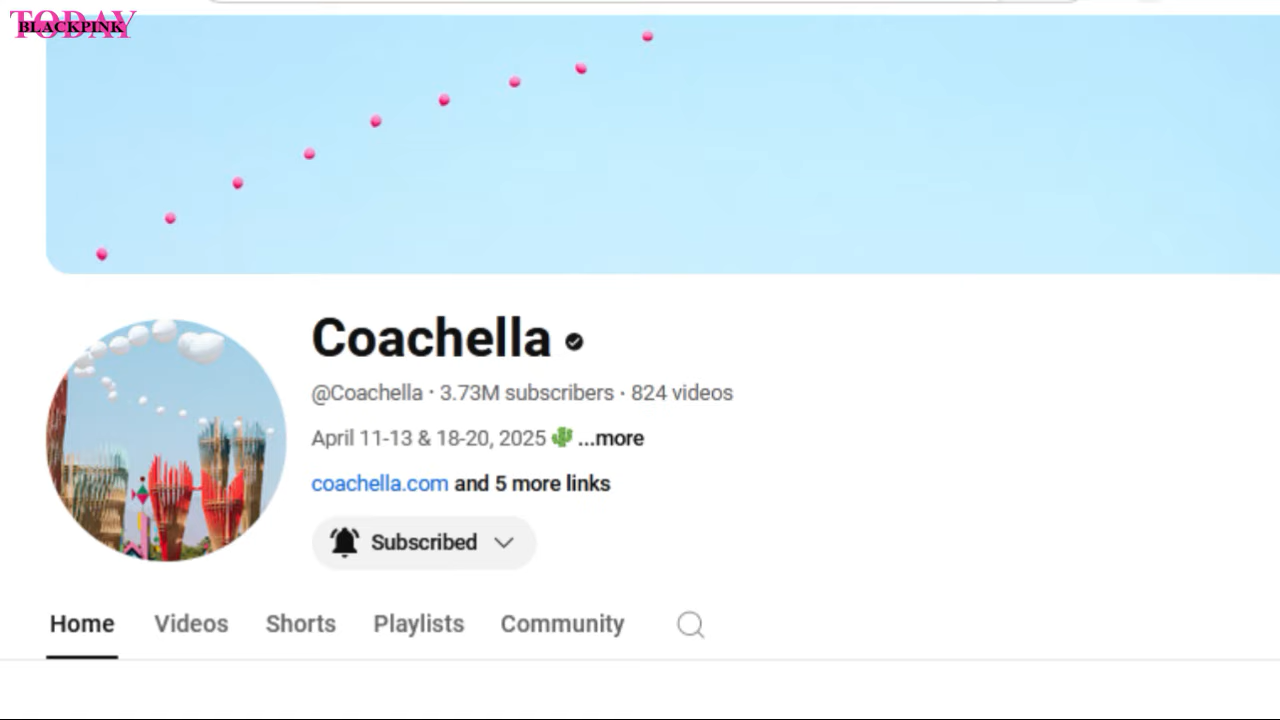 TODAY
BLACKPINK
Coachella
@Coachella · 3.73M subscribers · 824 videos
April 11-13 & 18-20, 2025 🌵 ...more
coachella.com and 5 more links
Subscribed
Home Videos Shorts Playlists Community